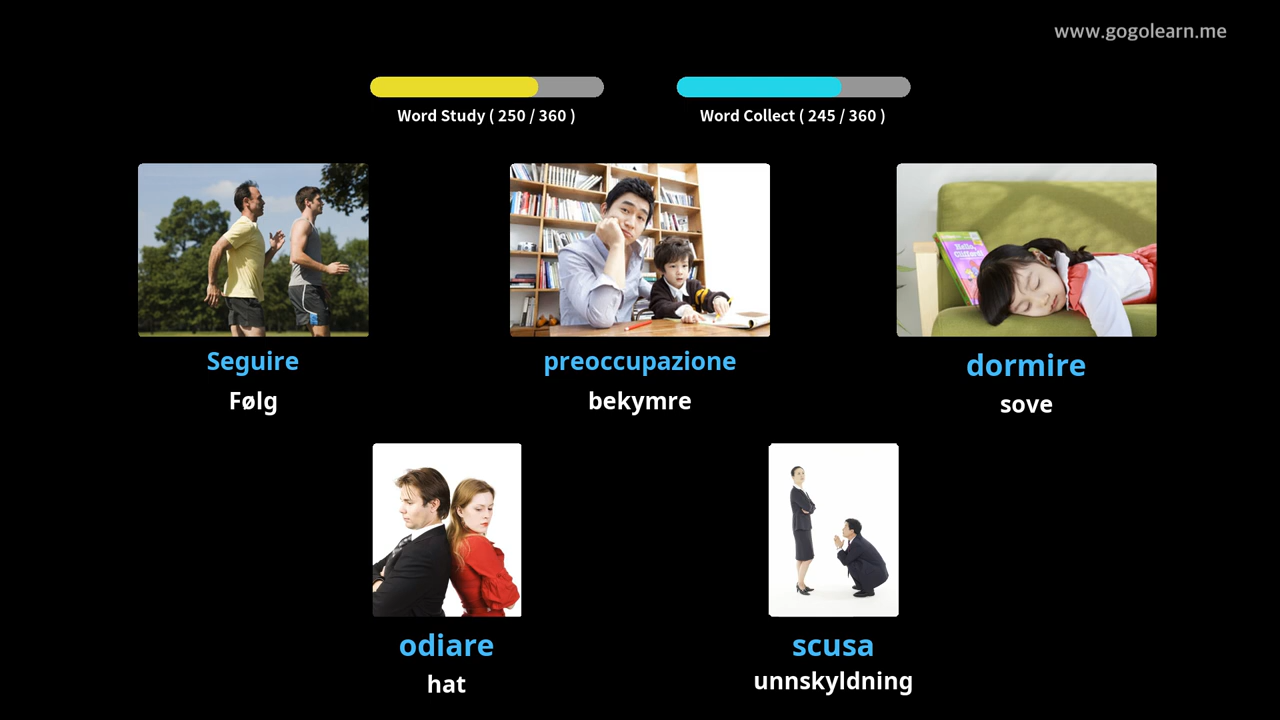 www.gogolearn.me
Word Study ( 250 / 360 )
Word Collect ( 245 / 360 )
Seguire
Følg
preoccupazione
bekymre
dormire
sove
odiare
hat
scusa
unnskyldning